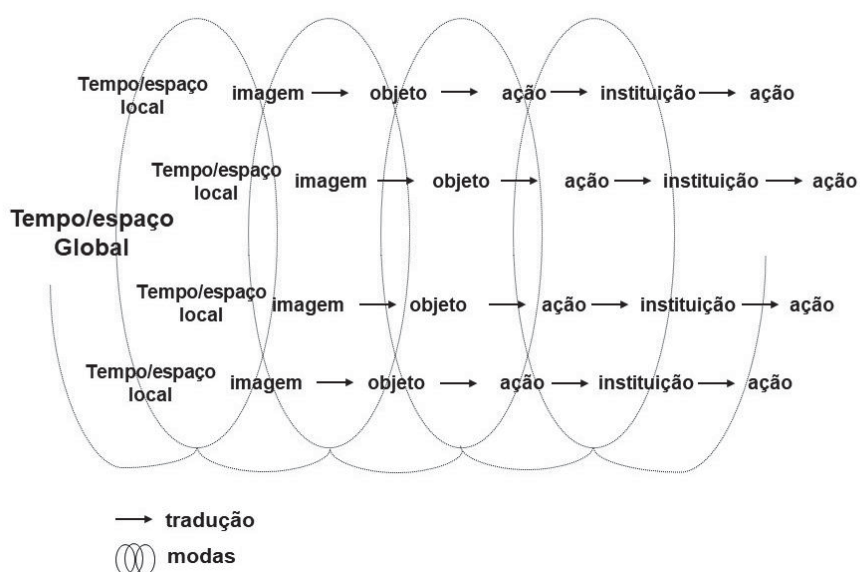 Tempo/espaço
local imagem objeto ação instituição ação
Tempo/espaço
local imagem objeto ação instituição ação
Tempo/espaço
Global
Tempo/espaço
local imagem objeto ação instituição ação
Tempo/espaço
local imagem objeto ação instituição ação
tradução
modas